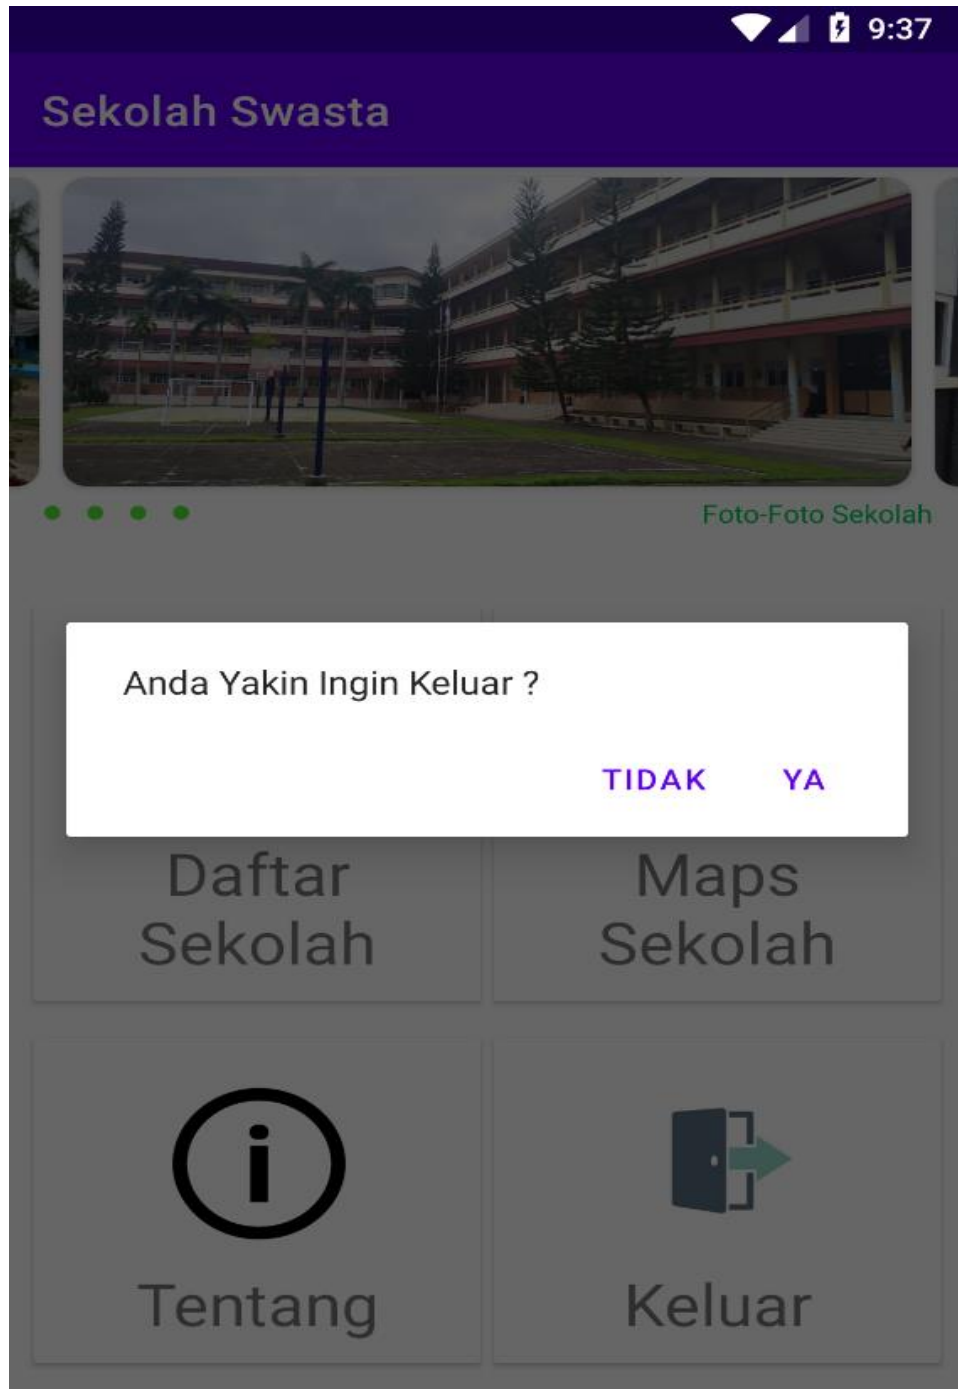 9:37
Sekolah Swasta
Foto-Foto Sekolah
Anda Yakin Ingin Keluar ?
TIDAK YA
Daftar
Sekolah
Maps
Sekolah
Tentang
Keluar